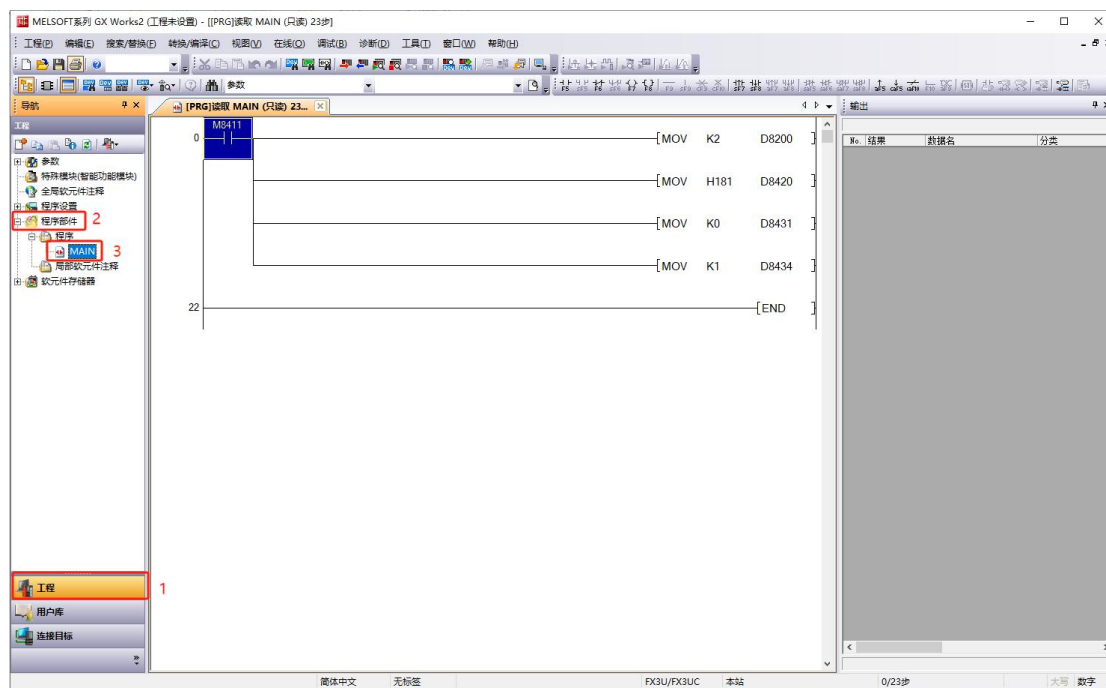 MELSOFT系列 GX Works2 (工程未设置) - [[PRG]读取 MAIN (只读) 23步]
工程(P) 编辑(E) 搜索/替换(F) 转换/编译(C) 视图(V) 在线(O) 调试(B) 诊断(D) 工具(T) 窗口(W) 帮助(H)
参数
导航
[PRG]读取 MAIN (只读) 23...
输出
工程
No. 结果 数据名 分类
参数
特殊模块(智能功能模块)
全局软元件注释
程序设置
程序部件 2
程序
MAIN 3
局部软元件注释
软元件存储器
M8411
0 MOV K2 D8200
MOV H181 D8420
MOV K0 D8431
MOV K1 D8434
22 END
工程 1
用户库
连接目标
简体中文 无标签 FX3U/FX3UC 本站 0/23步 大写 数字